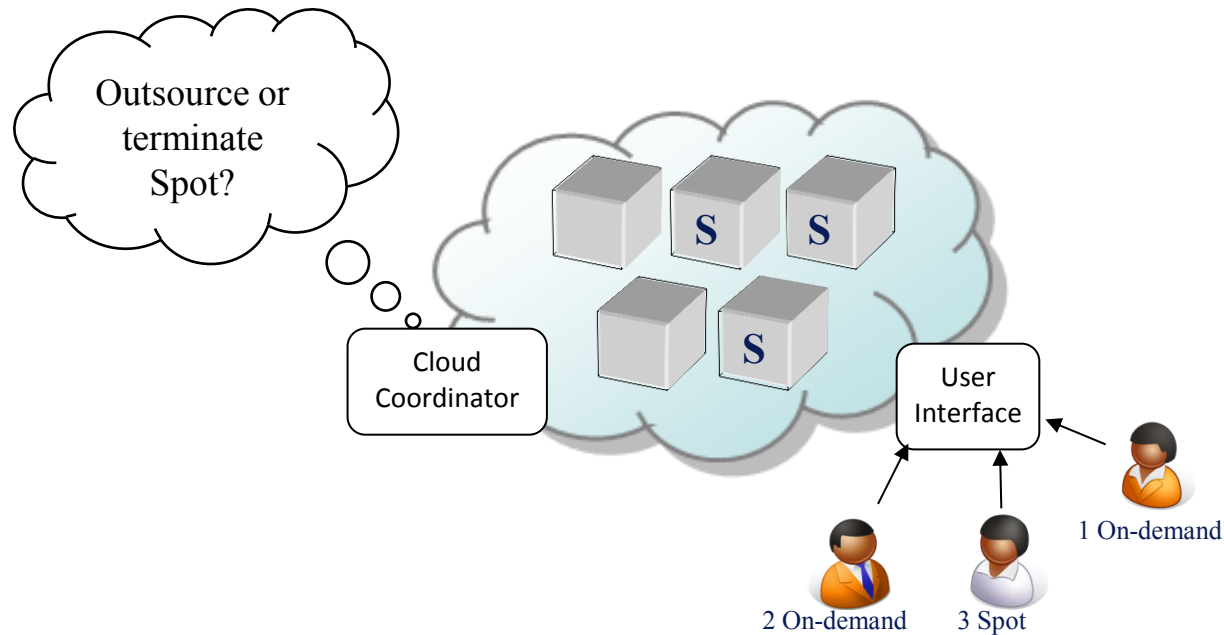 Outsource or
terminate
Spot?
S
S
S
Cloud
Coordinator
User
Interface
1 On-demand
2 On-demand
3 Spot